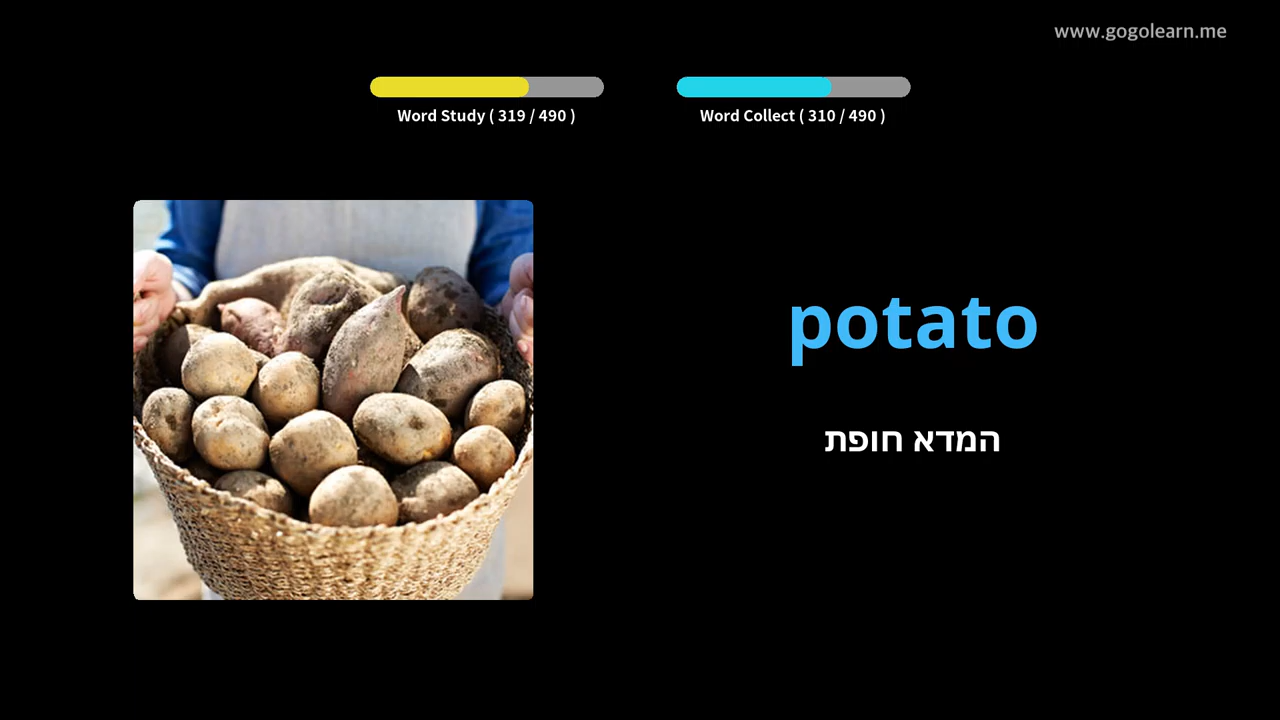 www.gogolearn.me
Word Study ( 319 / 490 )
Word Collect ( 310 / 490 )
potato
המדא חופת